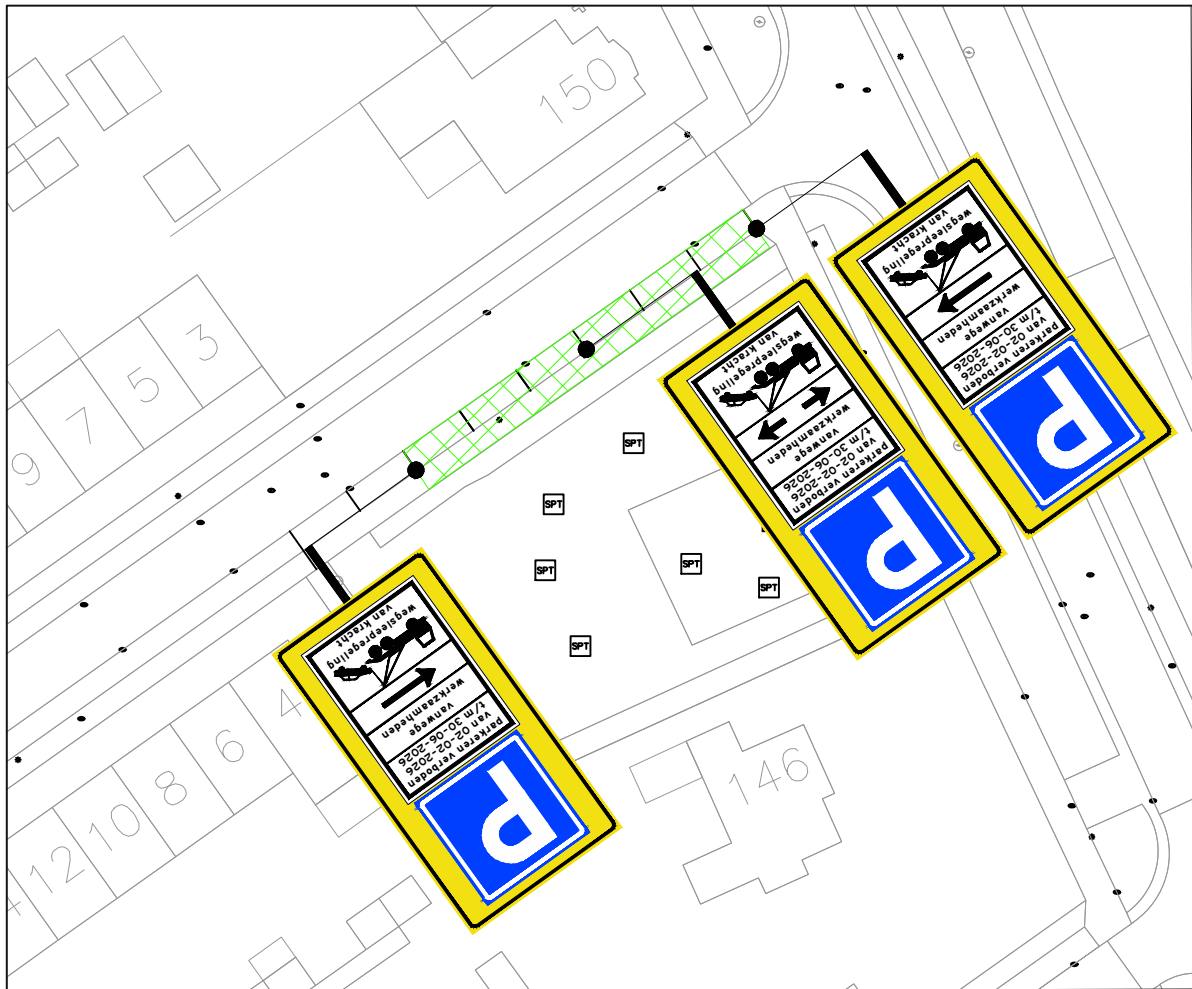 150
3
5
7
9
P
parkeren verboden
van 02-02-2026
t/m 30-06-2026
vanwege
werkzaamheden
wegsleepregeling
van kracht
P
parkeren verboden
van 02-02-2026
t/m 30-06-2026
vanwege
werkzaamheden
wegsleepregeling
van kracht
SPT
SPT
SPT
SPT
SPT
SPT
P
parkeren verboden
van 02-02-2026
t/m 30-06-2026
vanwege
werkzaamheden
wegsleepregeling
van kracht
4
6
8
10
12
146